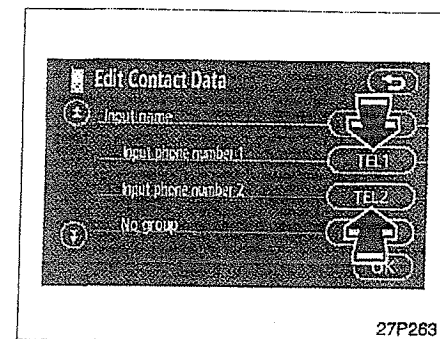 Edit Contact Data
Input name
Input phone number 1
TEL1
Input phone number 2
TEL2
No group
OK
27P263